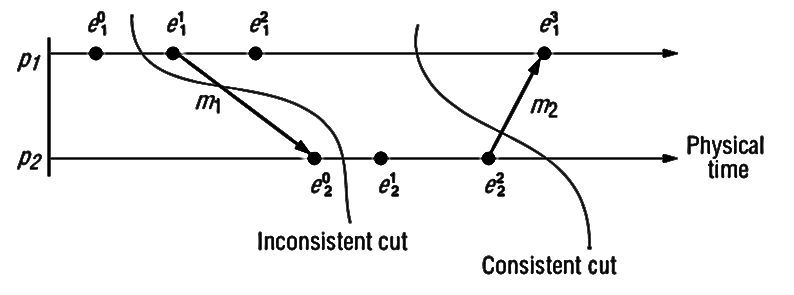 e₁⁰ e₁¹ e₁² e₁³
p₁
m₁ m₂
p₂ Physical
time
e₂⁰ e₂¹ e₂²
Inconsistent cut
Consistent cut